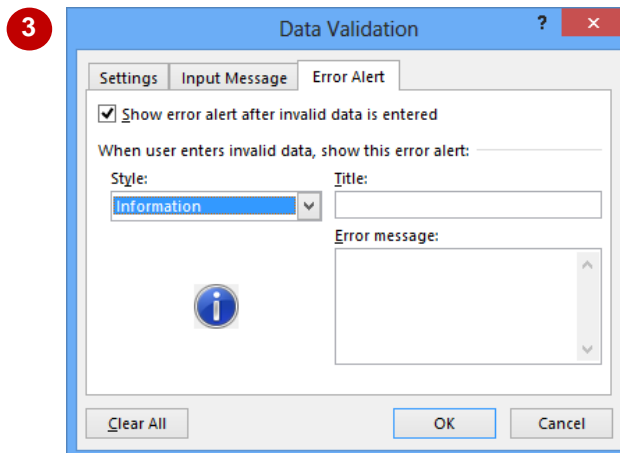 3
Data Validation
?
Settings
Input Message
Error Alert
Show error alert after invalid data is entered
When user enters invalid data, show this error alert:
Style:
Title:
Information
Error message:
Clear All
OK
Cancel